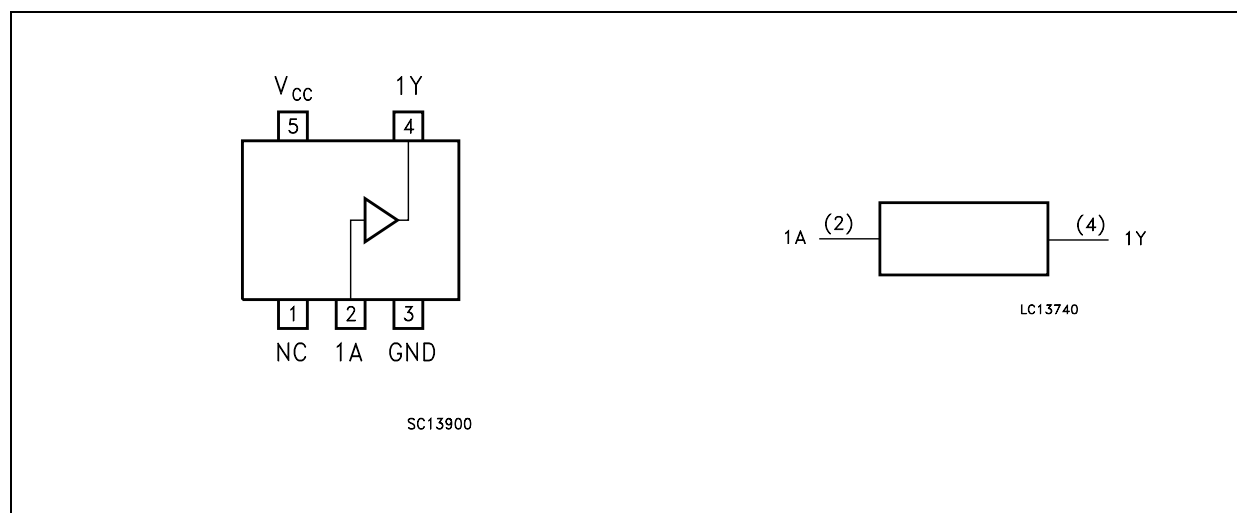 V CC 1Y
5 4
1 2 3
NC 1A GND
SC13900
1A (2) (4) 1Y
LC13740